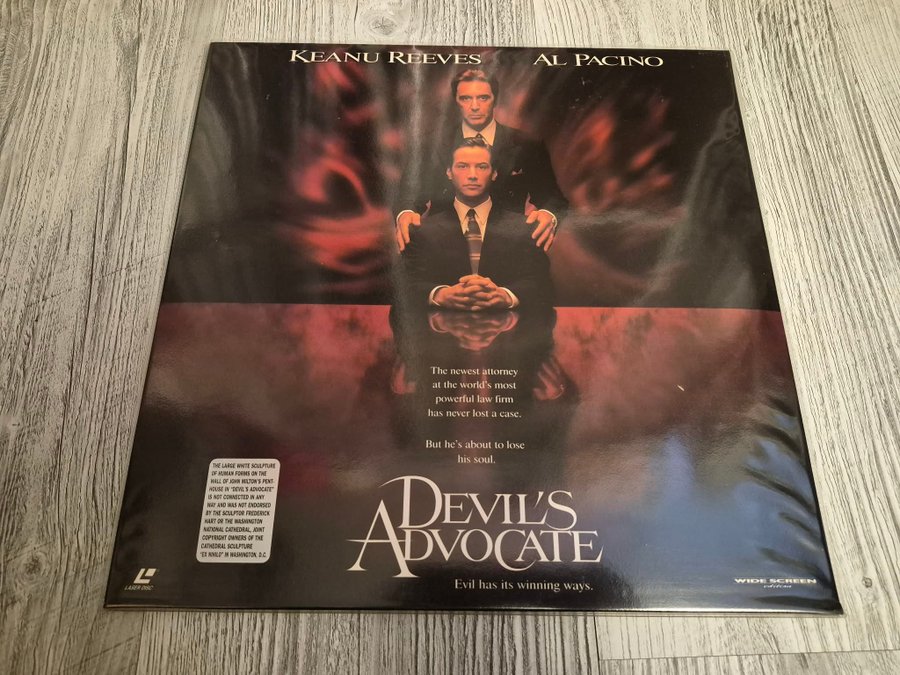 KEANU REEVES AL PACINO
The newest attorney
at the world's most
powerful law firm
has never lost a case.
But he's about to lose
his soul.
DEVIL'S
ADVOCATE
Evil has its winning ways.
THE LARGE WHITE SCULPTURE
OF HUMAN FORMS ON THE
WALL OF JOHN MILTON'S PENT-
HOUSE IN "DEVIL'S ADVOCATE"
IS NOT CONNECTED IN ANY
WAY AND WAS NOT ENDORSED
BY THE SCULPTOR FREDERICK
HART OR THE WASHINGTON
NATIONAL CATHEDRAL, JOINT
COPYRIGHT OWNERS OF THE
CATHEDRAL SCULPTURE
"EX NIHILO" IN WASHINGTON, D.C.
LASER DISC
WIDE SCREEN
edition